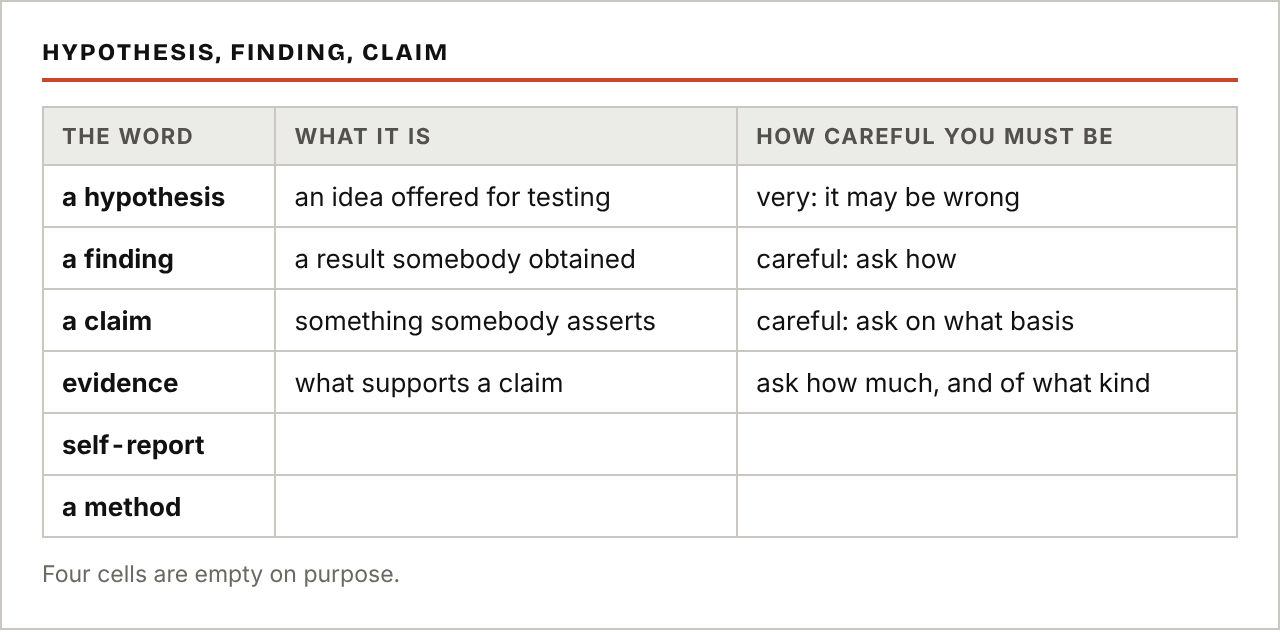 HYPOTHESIS, FINDING, CLAIM
THE WORD WHAT IT IS HOW CAREFUL YOU MUST BE
a hypothesis an idea offered for testing very: it may be wrong
a finding a result somebody obtained careful: ask how
a claim something somebody asserts careful: ask on what basis
evidence what supports a claim ask how much, and of what kind
self-report
a method
Four cells are empty on purpose.